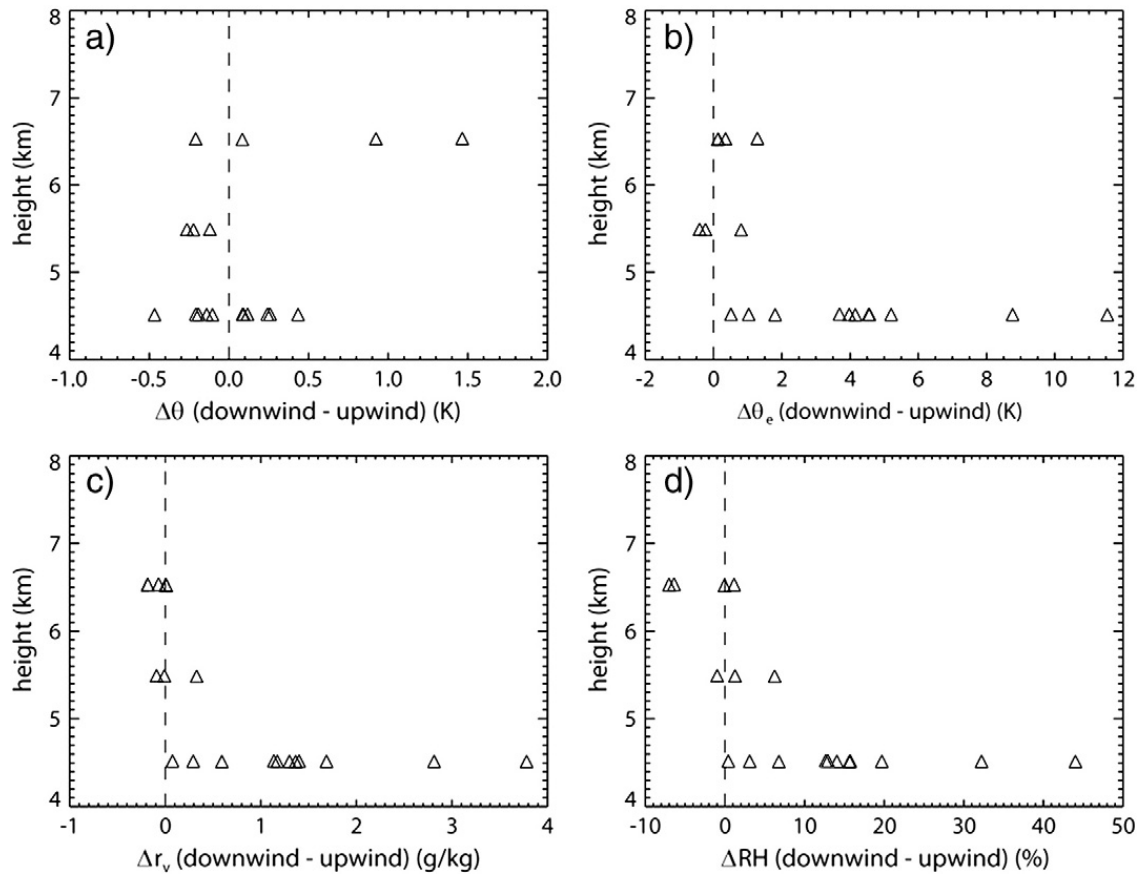 a)
8
7
6
5
4
height (km)
-1.0 -0.5 0.0 0.5 1.0 1.5 2.0
Δθ (downwind - upwind) (K)
b)
8
7
6
5
4
height (km)
-2 0 2 4 6 8 10 12
Δθe (downwind - upwind) (K)
c)
8
7
6
5
4
height (km)
-1 0 1 2 3 4
Δrv (downwind - upwind) (g/kg)
d)
8
7
6
5
4
height (km)
-10 0 10 20 30 40 50
ΔRH (downwind - upwind) (%)